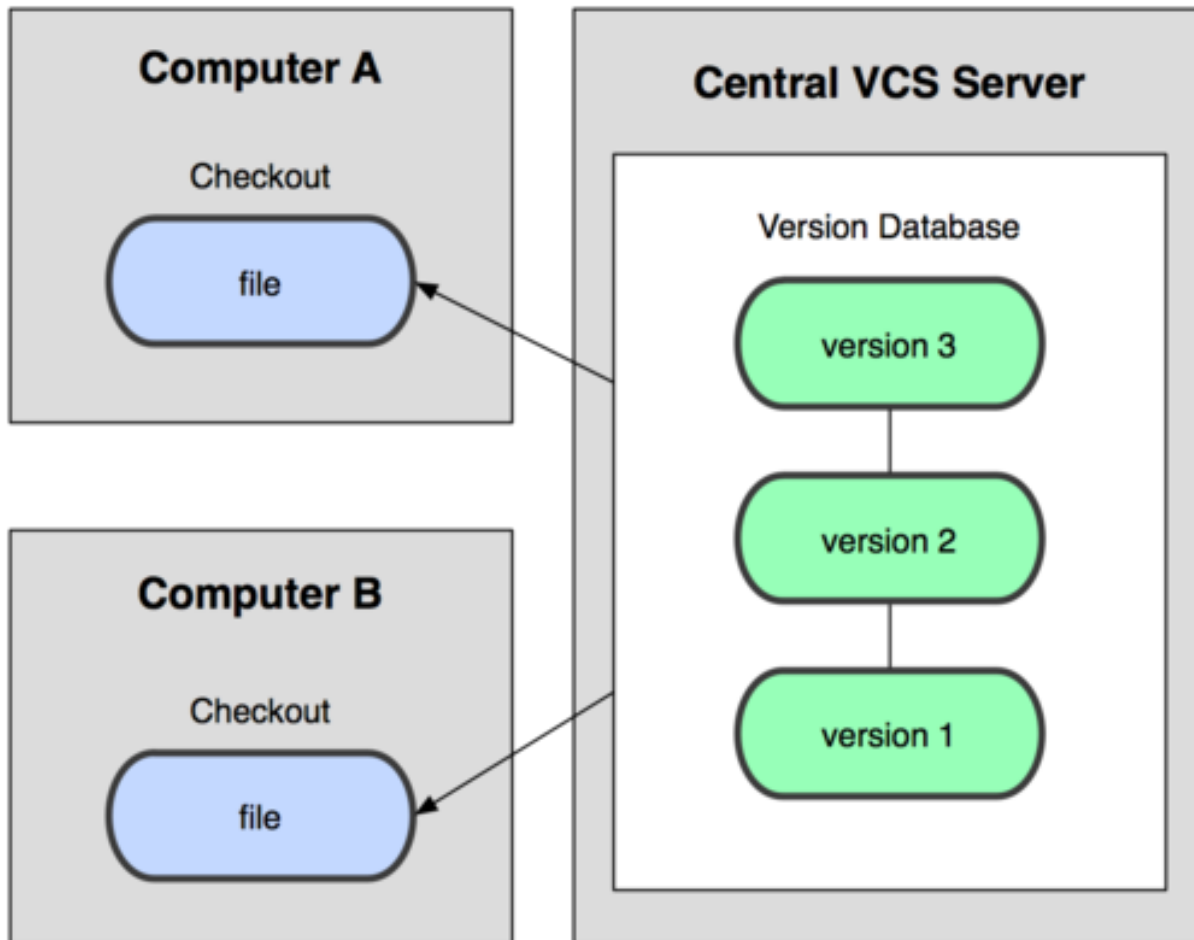 Computer A
Checkout
file
Computer B
Checkout
file
Central VCS Server
Version Database
version 3
version 2
version 1